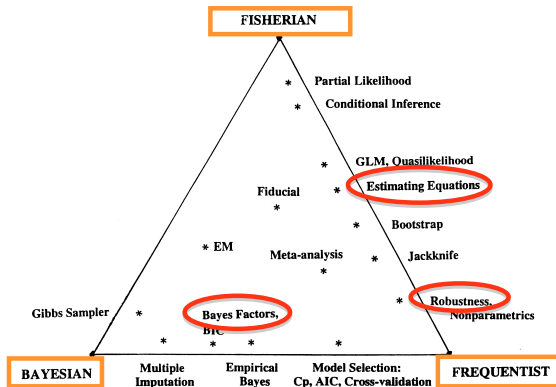 FISHERIAN
Partial Likelihood
Conditional Inference
GLM, Quasilikelihood
Estimating Equations
Fiducial
Bootstrap
EM
Meta-analysis
Jackknife
Robustness,
Nonparametrics
Gibbs Sampler
Bayes Factors,
BIC
BAYESIAN
Multiple
Imputation
Empirical
Bayes
Model Selection:
Cp, AIC, Cross-validation
FREQUENTIST